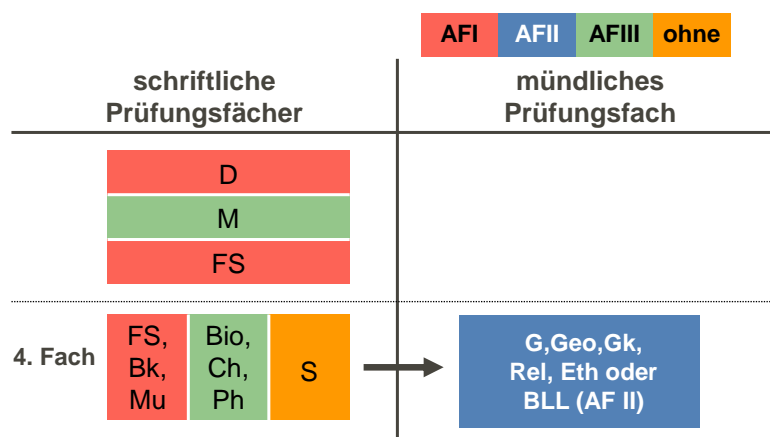 AFI AFII AFIII ohne
schriftliche
Prüfungsfächer
mündliches
Prüfungsfach
D
M
FS
4. Fach
FS,
Bk,
Mu
Bio,
Ch,
Ph
S
G,Geo,Gk,
Rel, Eth oder
BLL (AF II)